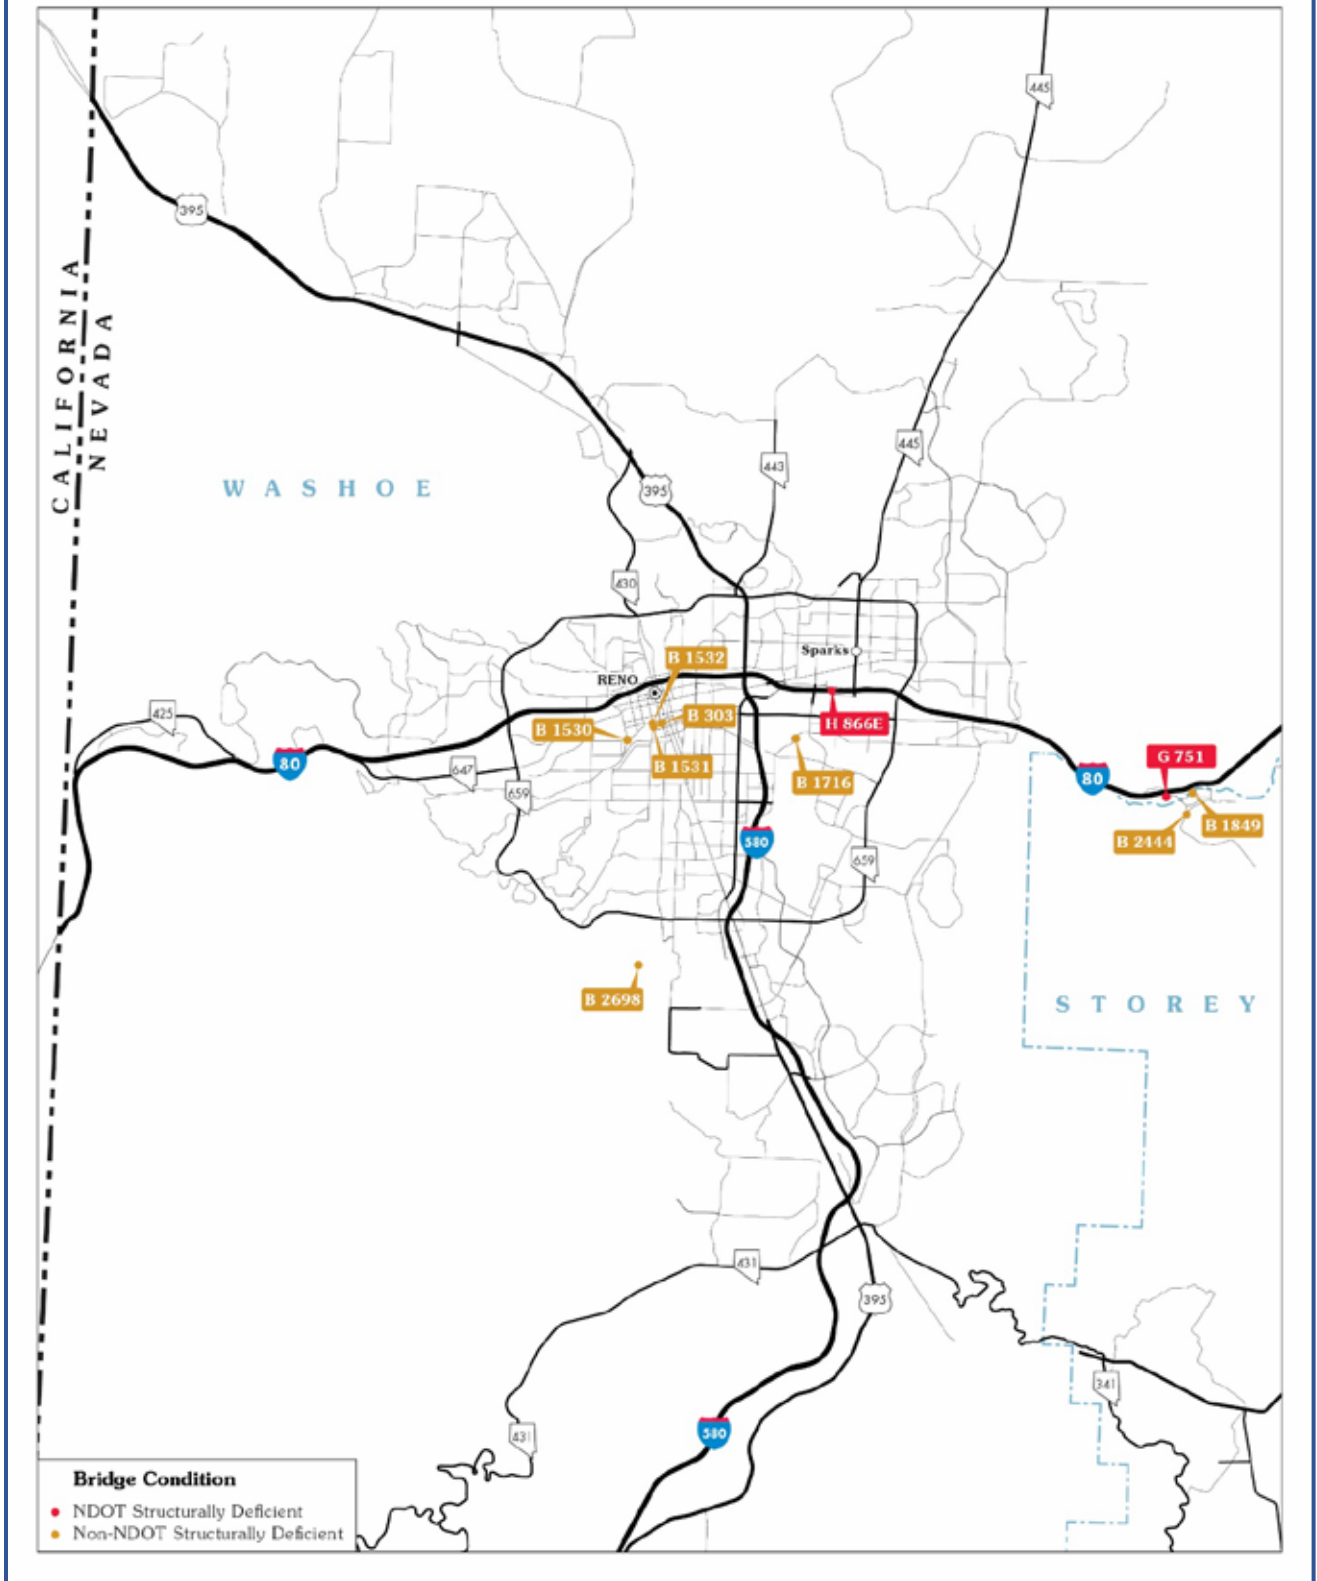 445
395
CALIFORNIA
NEVADA
445
443
WASHOE
395
430
B 1532
Sparks
RENO
425
B 303
H 866E
B 1530
G 751
80
B 1531
647
80
B 1716
659
B 1849
580
B 2444
659
B 2698
STOREY
431
395
341
580
431
Bridge Condition
NDOT Structurally Deficient
Non-NDOT Structurally Deficient